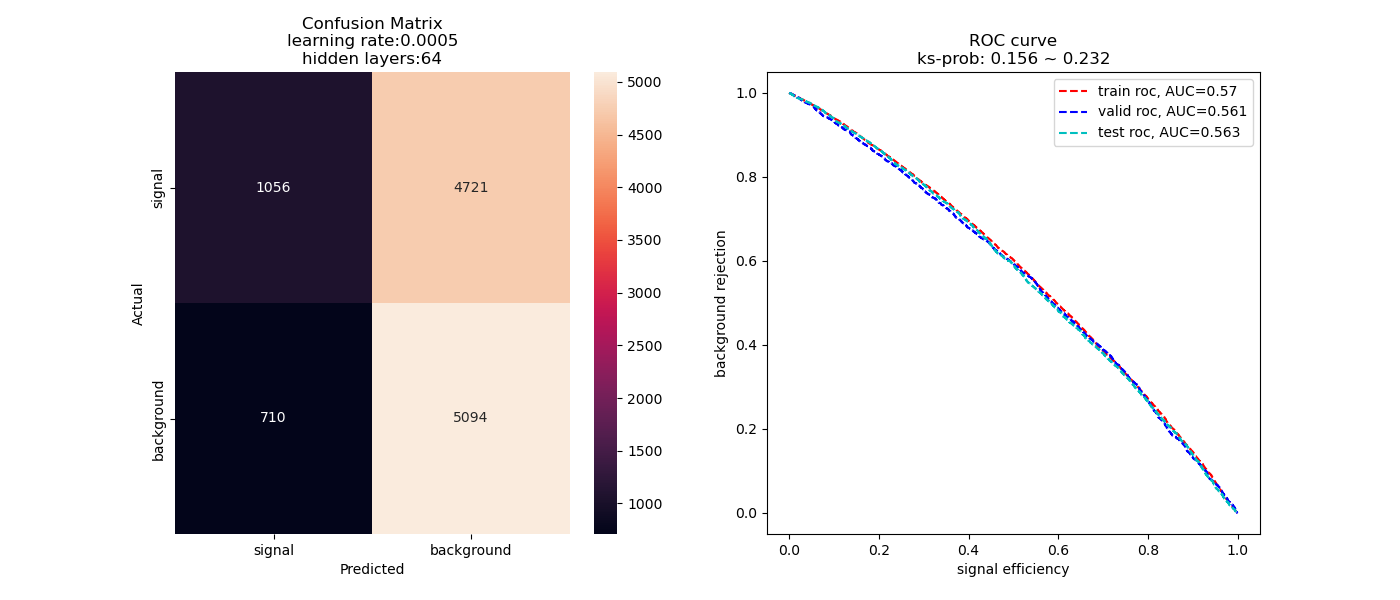 Confusion Matrix
learning rate:0.0005
hidden layers:64
signal
background
Actual
1056
4721
710
5094
signal
background
Predicted
5000
4500
4000
3500
3000
2500
2000
1500
1000
ROC curve
ks-prob: 0.156 ~ 0.232
train roc, AUC=0.57
valid roc, AUC=0.561
test roc, AUC=0.563
background rejection
1.0
0.8
0.6
0.4
0.2
0.0
0.0
0.2
0.4
0.6
0.8
1.0
signal efficiency